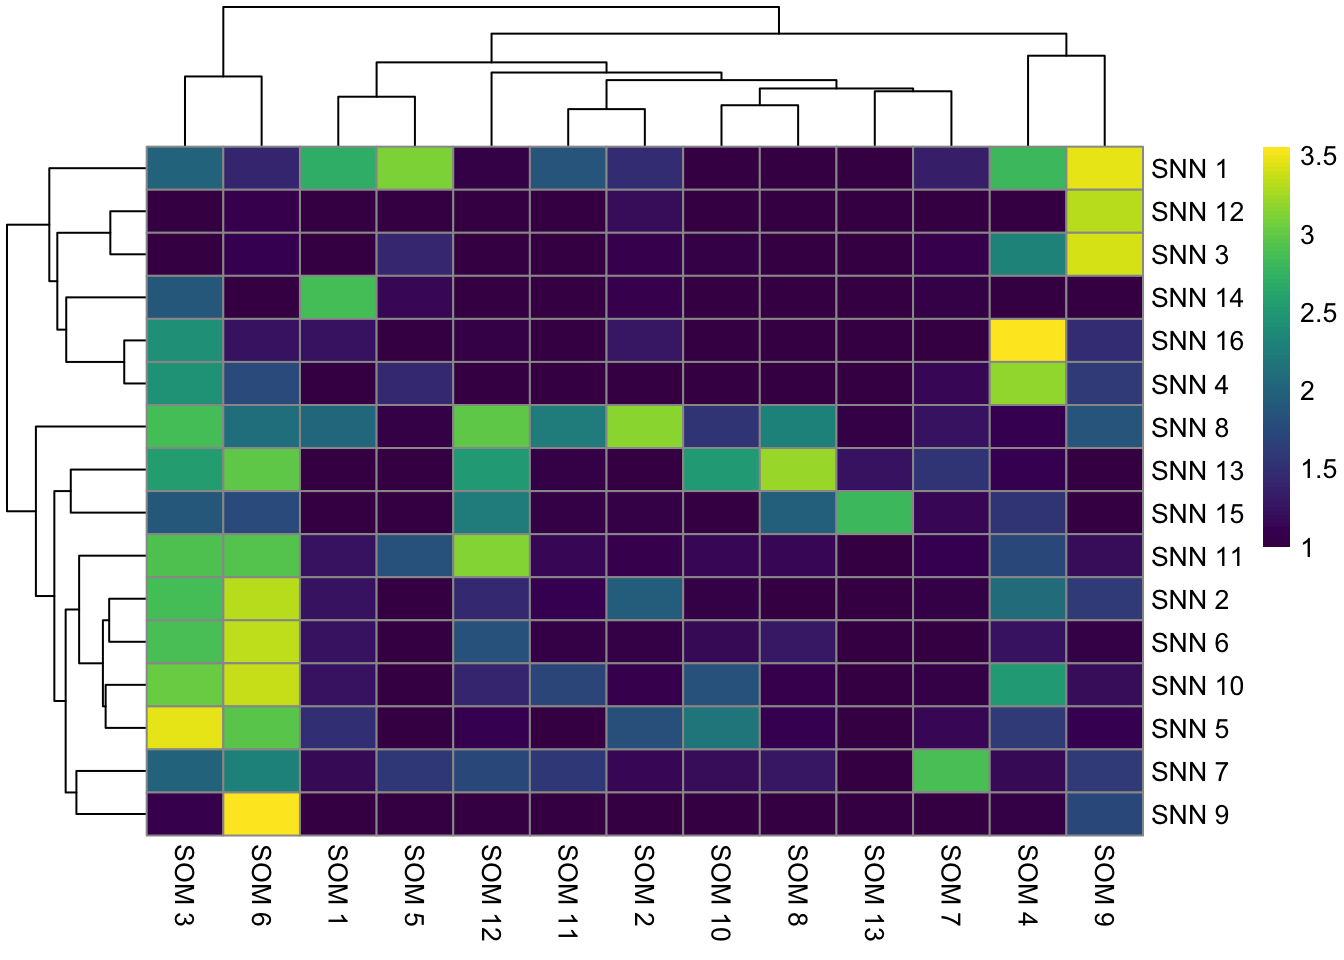 SNN 1
SNN 12
SNN 3
SNN 14
SNN 16
SNN 4
SNN 8
SNN 13
SNN 15
SNN 11
SNN 2
SNN 6
SNN 10
SNN 5
SNN 7
SNN 9
3.5
3
2.5
2
1.5
1
SOM 3
SOM 6
SOM 1
SOM 5
SOM 12
SOM 11
SOM 2
SOM 10
SOM 8
SOM 13
SOM 7
SOM 4
SOM 9